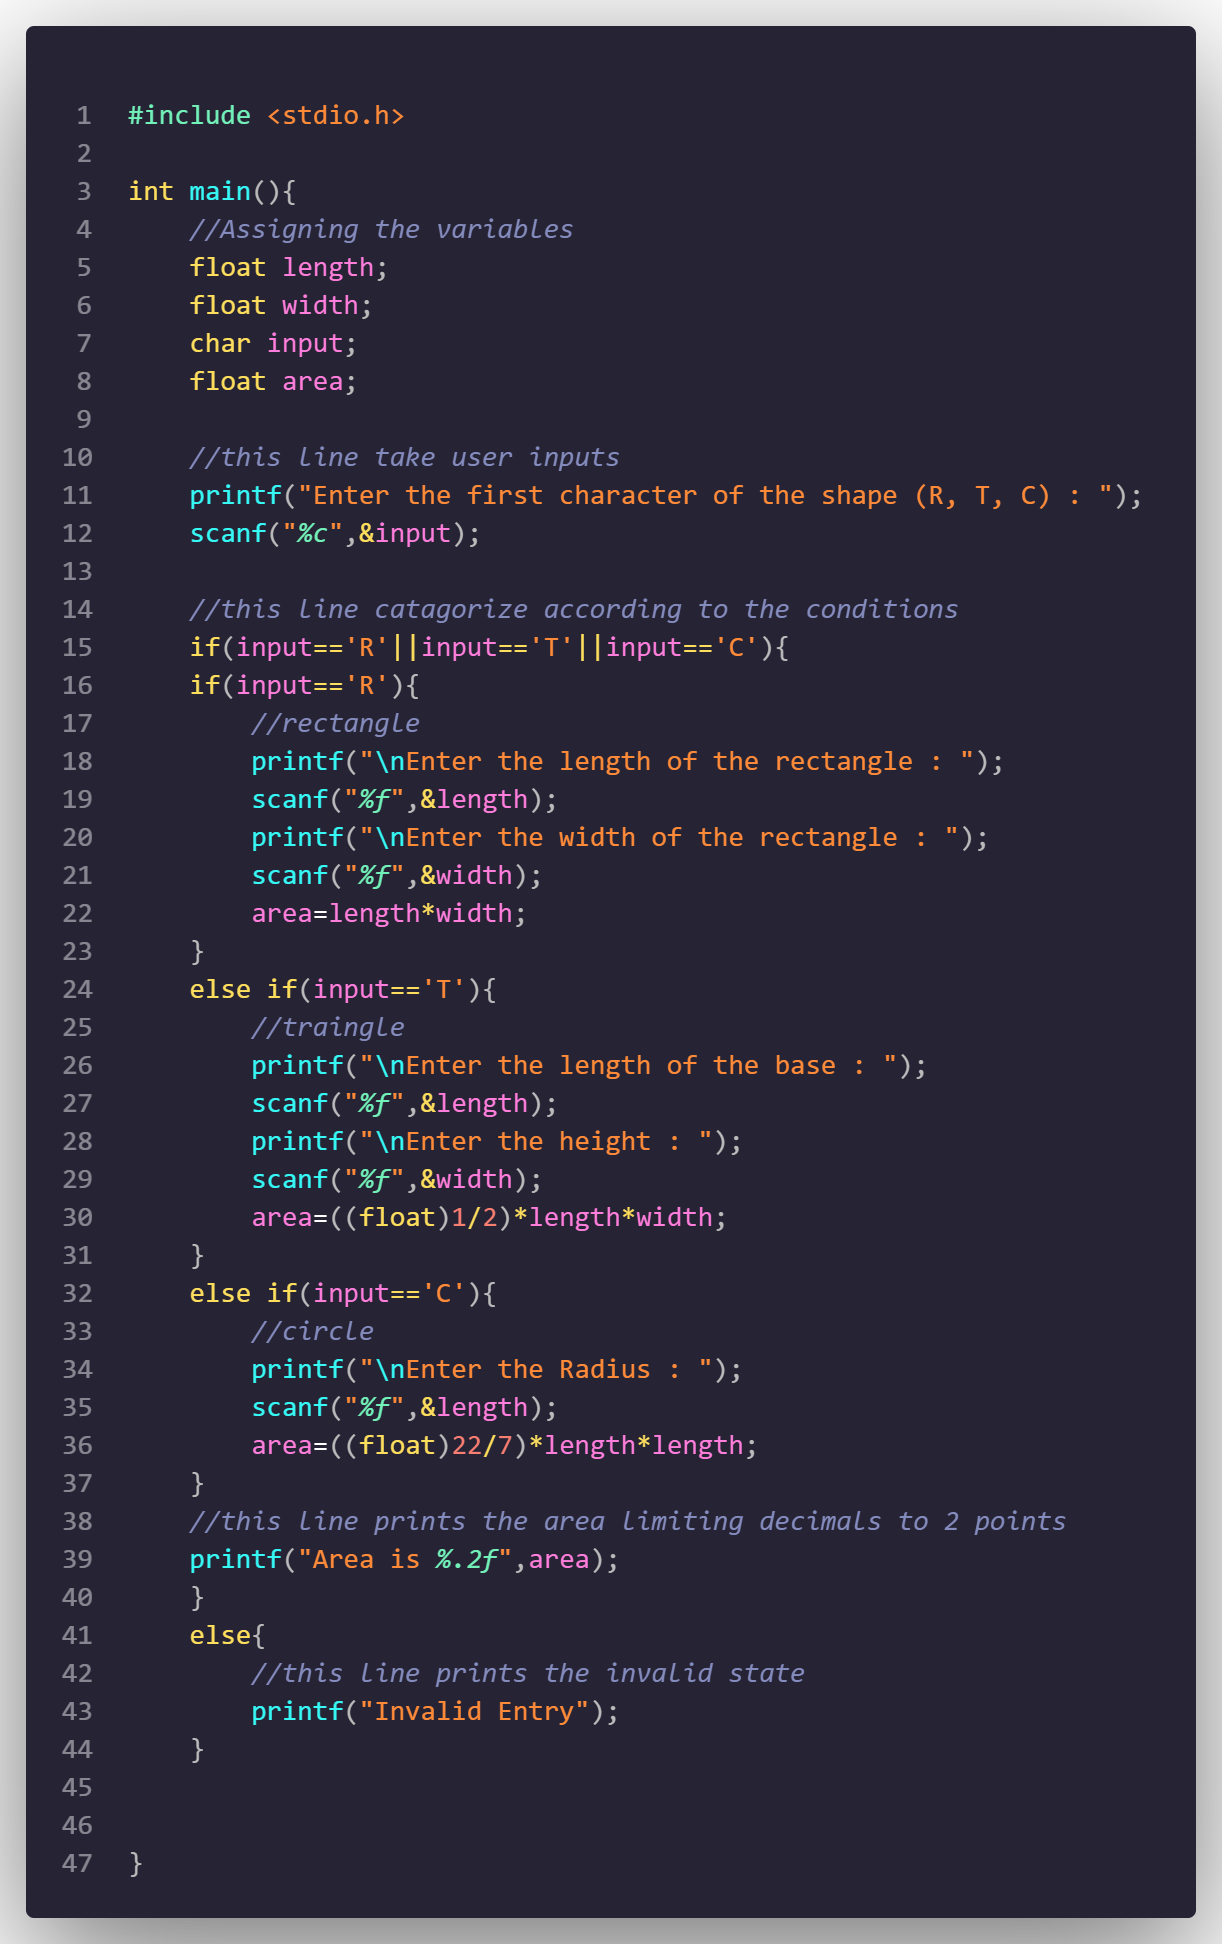 1 #include <stdio.h>
2
3 int main(){
4     //Assigning the variables
5     float length;
6     float width;
7     char input;
8     float area;
9
10     //this line take user inputs
11     printf("Enter the first character of the shape (R, T, C) : ");
12     scanf("%c",&input);
13
14     //this line catagorize according to the conditions
15     if(input=='R'||input=='T'||input=='C'){
16     if(input=='R'){
17         //rectangle
18         printf("\nEnter the length of the rectangle : ");
19         scanf("%f",&length);
20         printf("\nEnter the width of the rectangle : ");
21         scanf("%f",&width);
22         area=length*width;
23     }
24     else if(input=='T'){
25         //traingle
26         printf("\nEnter the length of the base : ");
27         scanf("%f",&length);
28         printf("\nEnter the height : ");
29         scanf("%f",&width);
30         area=((float)1/2)*length*width;
31     }
32     else if(input=='C'){
33         //circle
34         printf("\nEnter the Radius : ");
35         scanf("%f",&length);
36         area=((float)22/7)*length*length;
37     }
38     //this line prints the area limiting decimals to 2 points
39     printf("Area is %.2f",area);
40     }
41     else{
42         //this line prints the invalid state
43         printf("Invalid Entry");
44     }
45
46
47 }